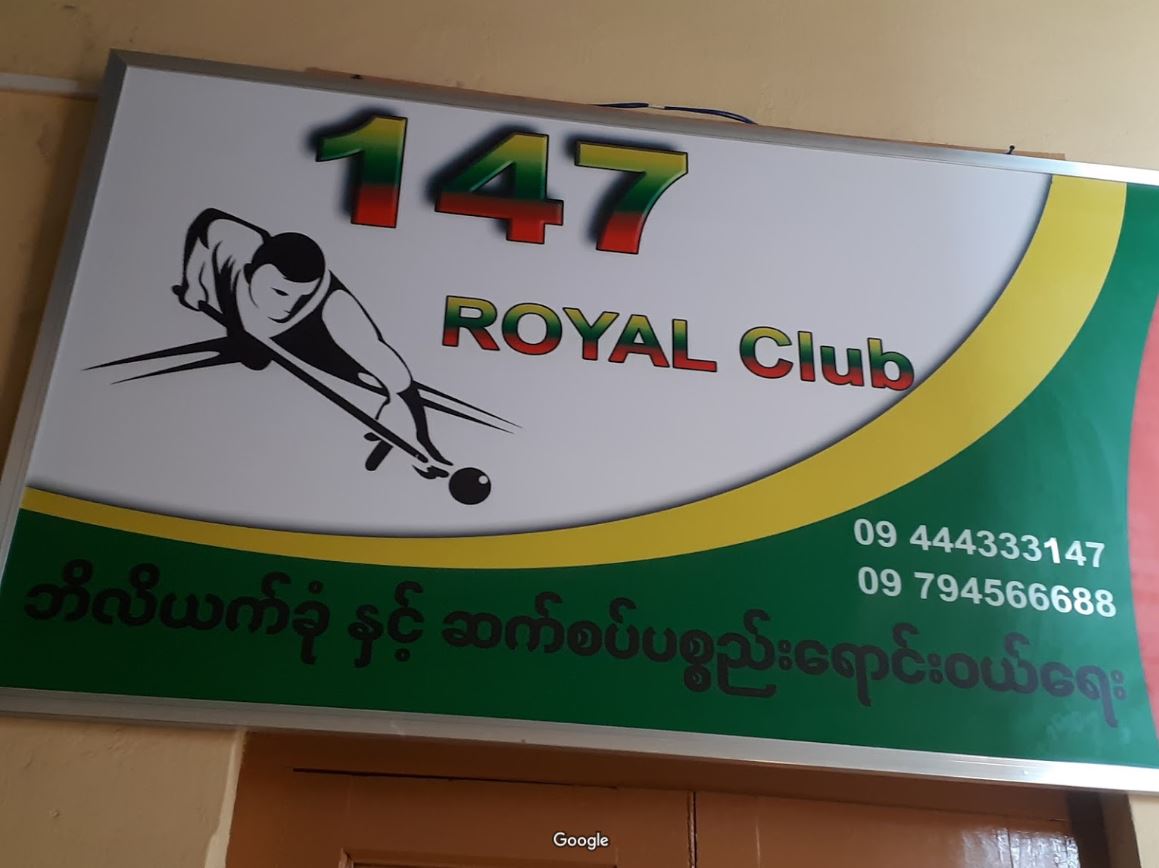 147
ROYAL Club
09 444333147
09 794566688
ဘိလိယက်ခုံ နှင့် ဆက်စပ်ပစ္စည်းရောင်းဝယ်ရေး
Google